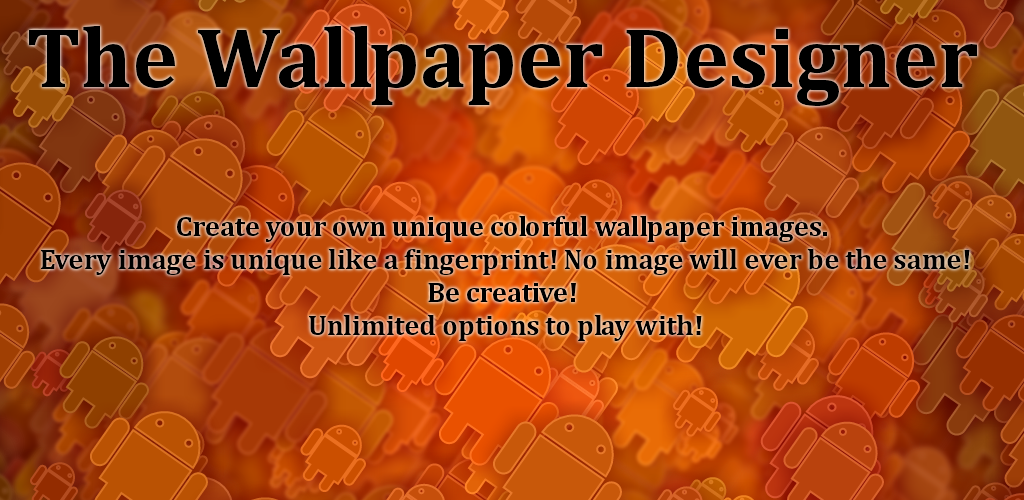 The Wallpaper Designer
Create your own unique colorful wallpaper images.
Every image is unique like a fingerprint! No image will ever be the same!
Be creative!
Unlimited options to play with!